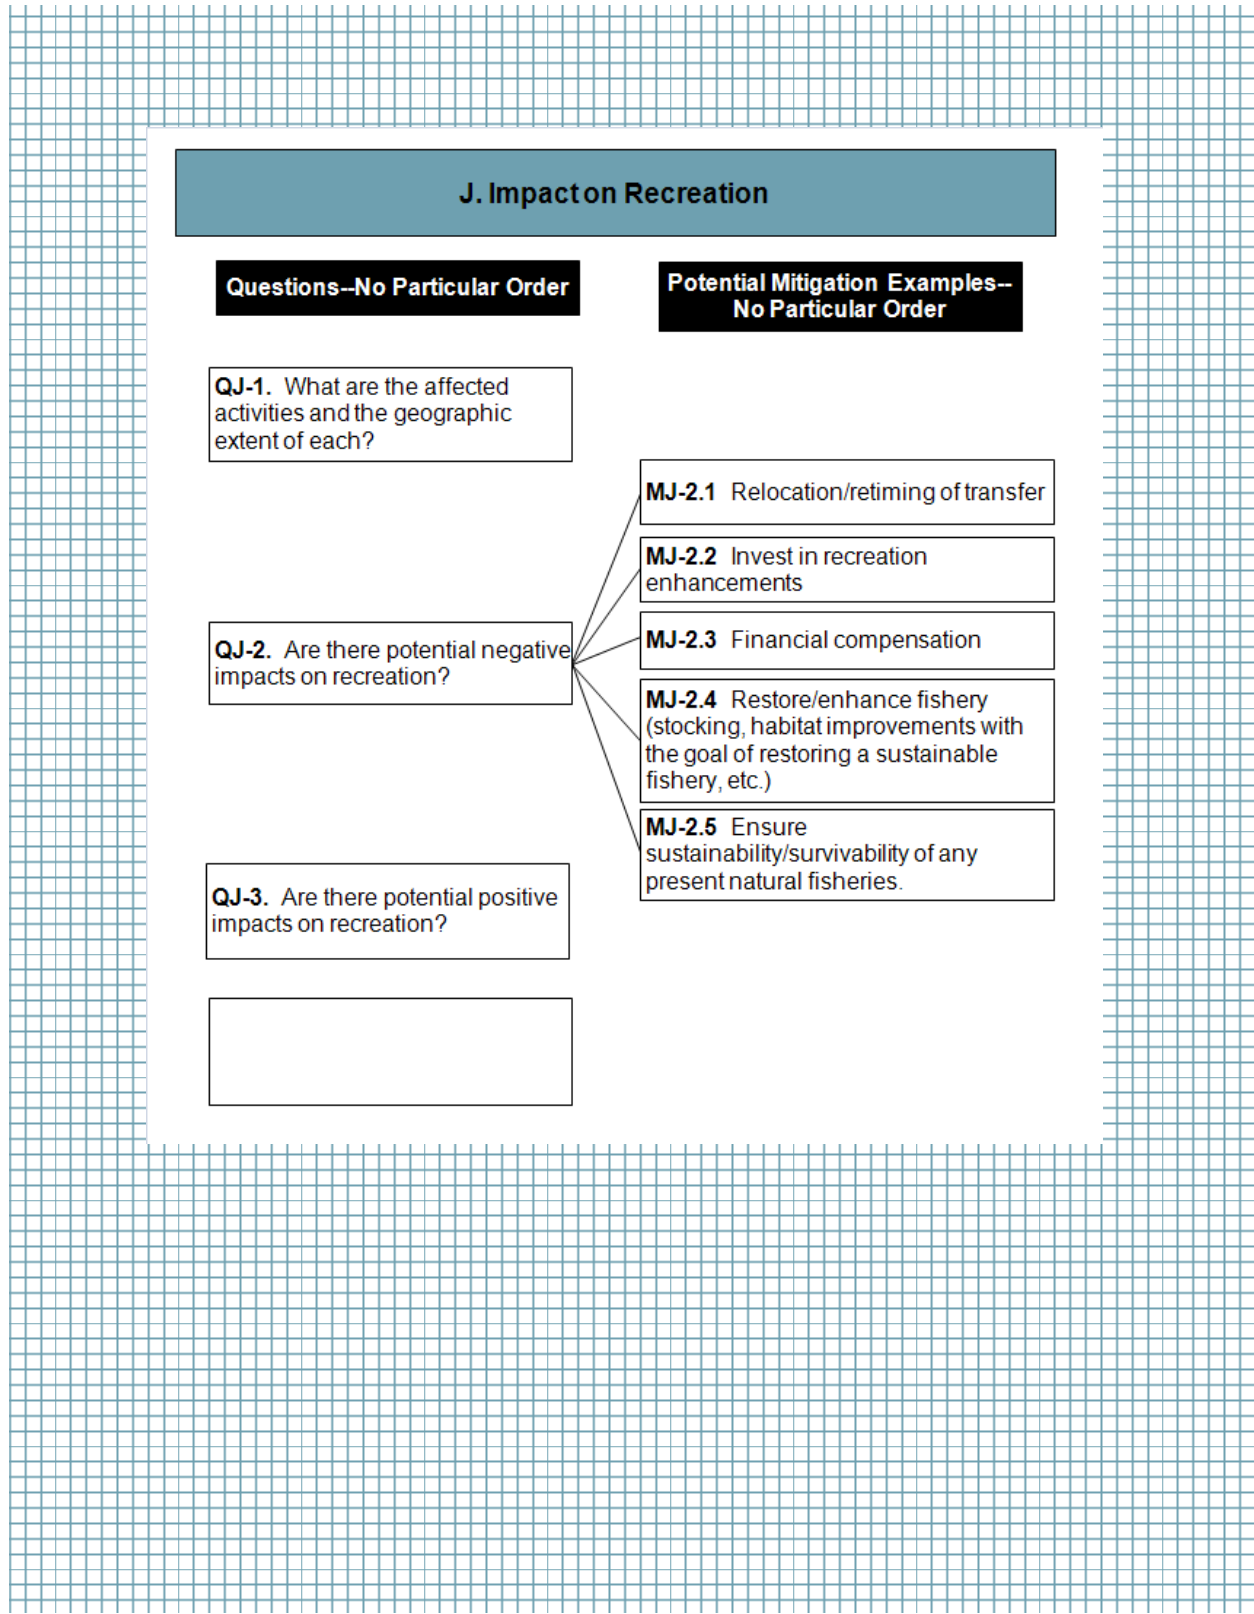 J. Impact on Recreation
Questions--No Particular Order
Potential Mitigation Examples--
No Particular Order
QJ-1. What are the affected
activities and the geographic
extent of each?
QJ-2. Are there potential negative
impacts on recreation?
QJ-3. Are there potential positive
impacts on recreation?
MJ-2.1 Relocation/retiming of transfer
MJ-2.2 Invest in recreation
enhancements
MJ-2.3 Financial compensation
MJ-2.4 Restore/enhance fishery
(stocking, habitat improvements with
the goal of restoring a sustainable
fishery, etc.)
MJ-2.5 Ensure
sustainability/survivability of any
present natural fisheries.